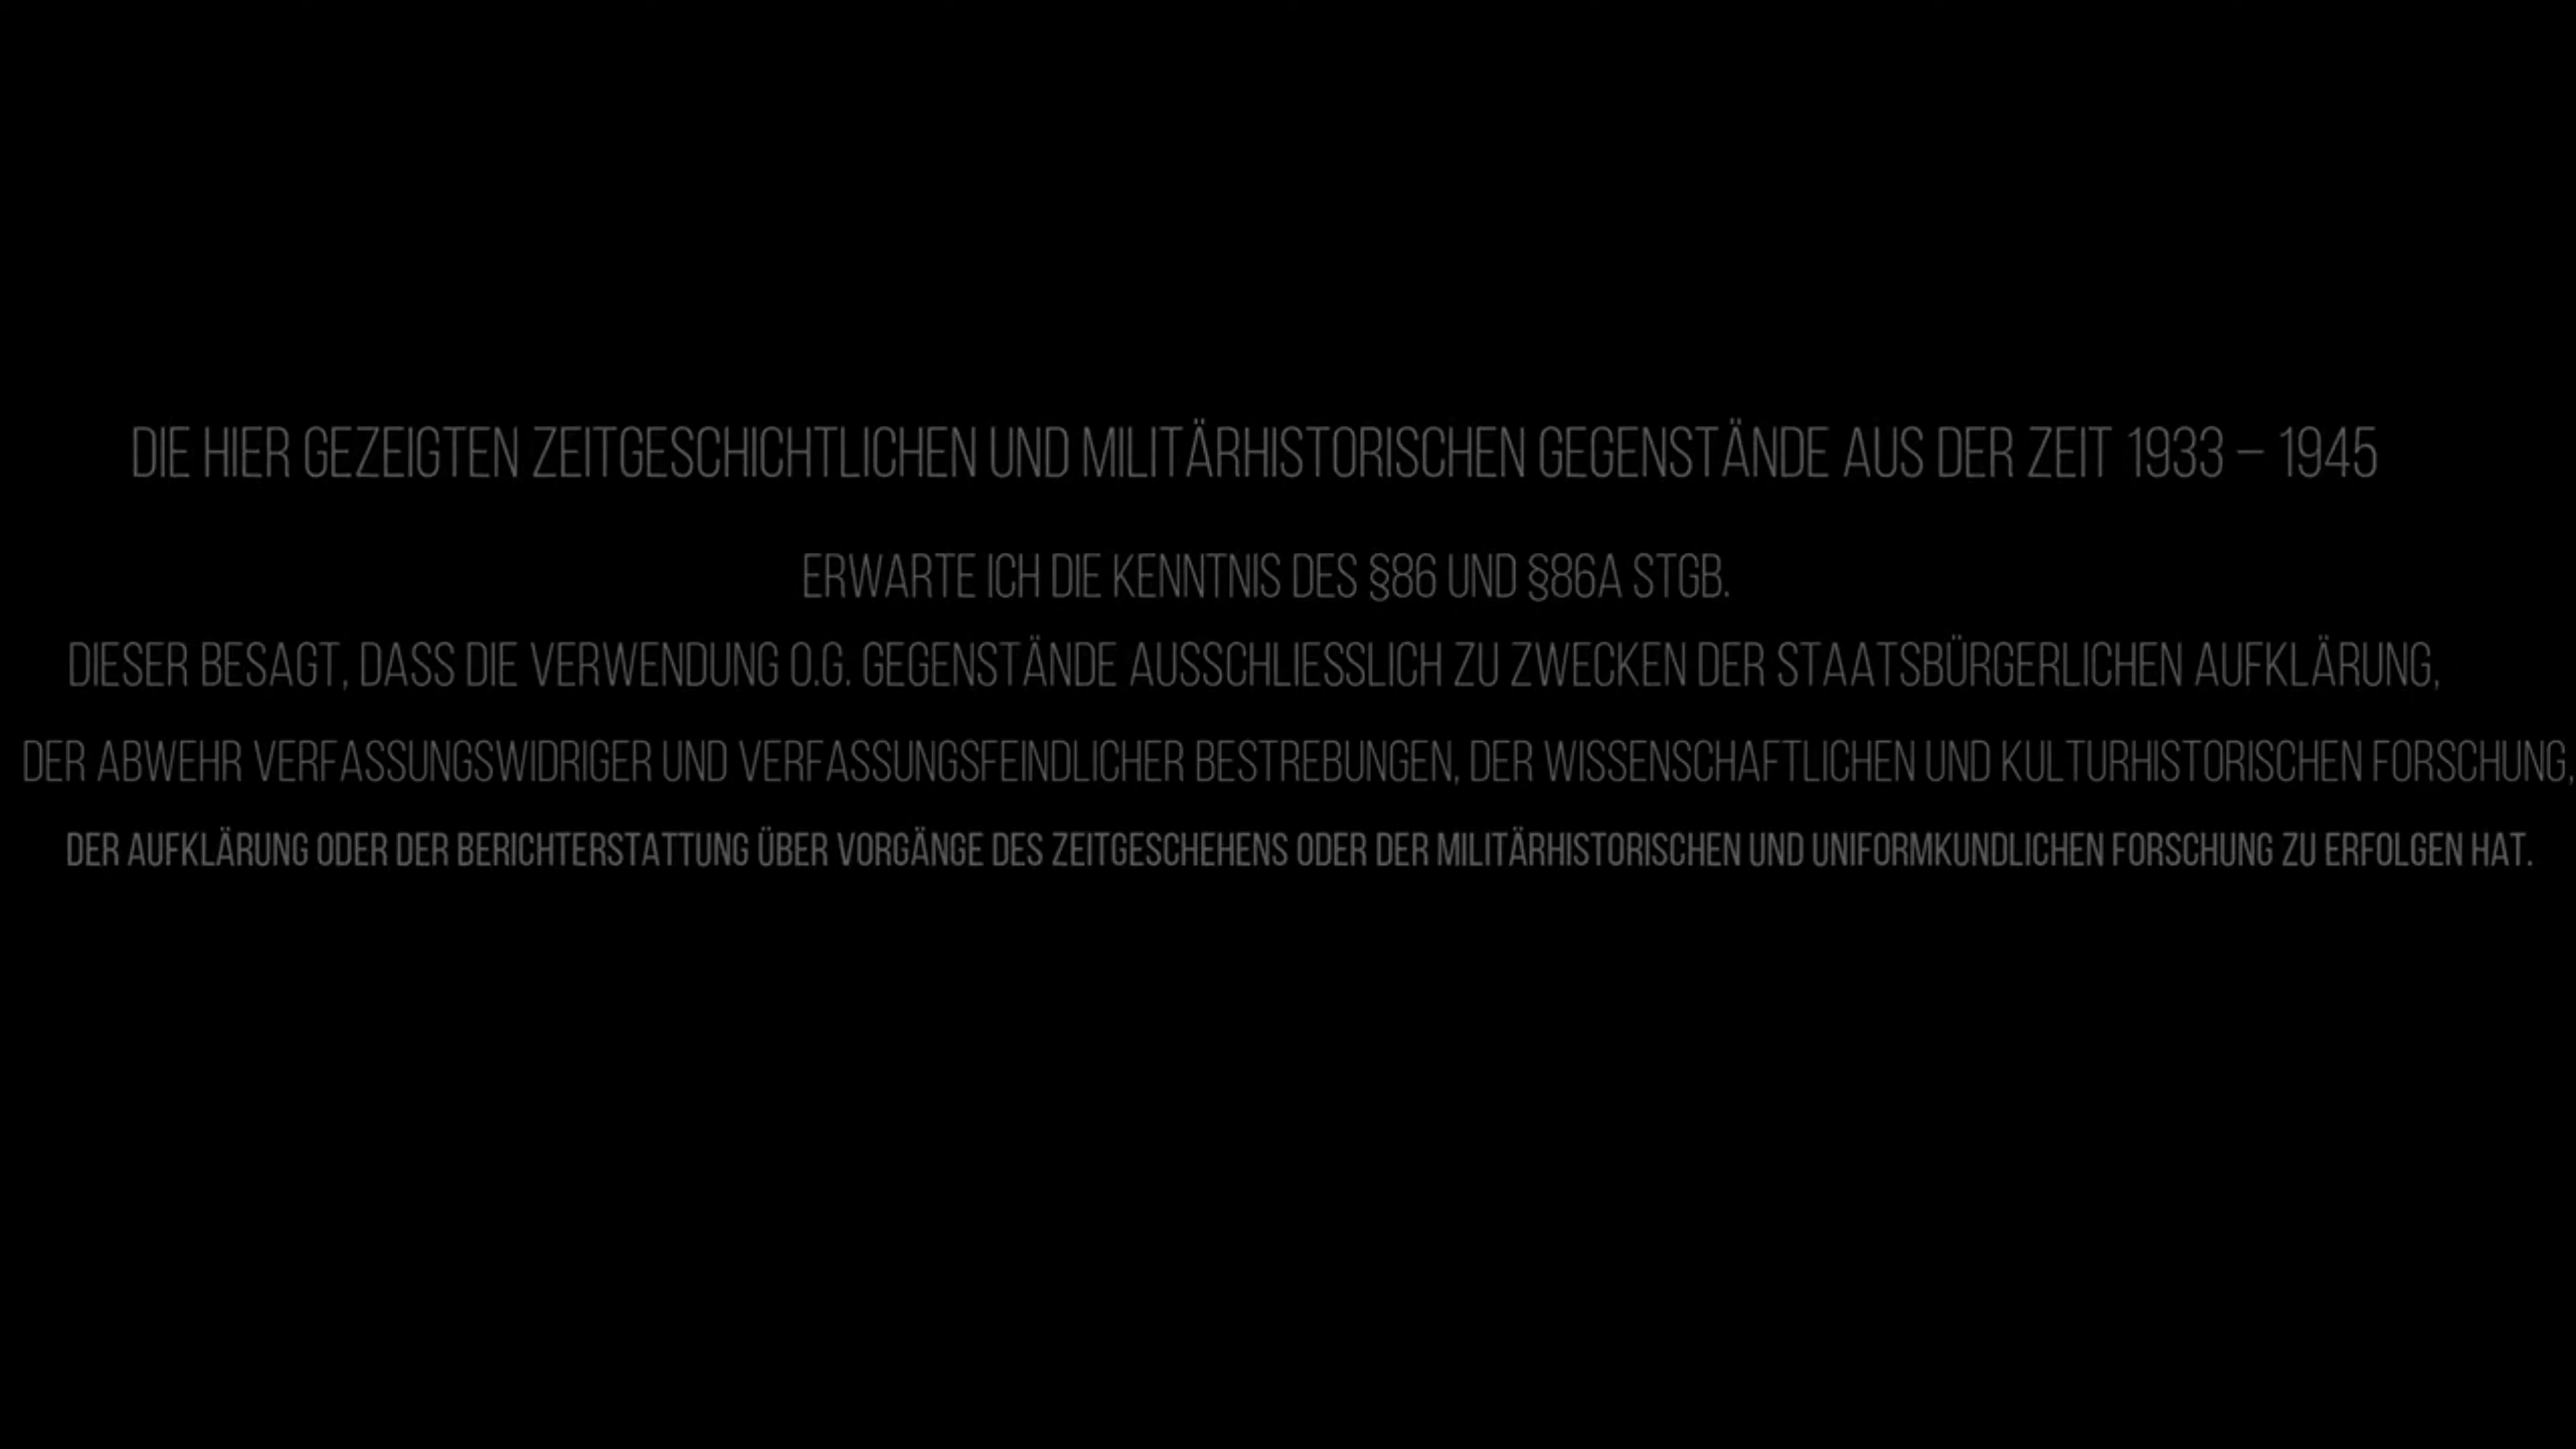 DIE HIER GEZEIGTEN ZEITGESCHICHTLICHEN UND MILITÄRHISTORISCHEN GEGENSTÄNDE AUS DER ZEIT 1933 – 1945
ERWARTE ICH DIE KENNTNIS DES §86 UND §86A STGB.
DIESER BESAGT, DASS DIE VERWENDUNG O.G. GEGENSTÄNDE AUSSCHLIESSLICH ZU ZWECKEN DER STAATSBÜRGERLICHEN AUFKLÄRUNG,
DER ABWEHR VERFASSUNGSWIDRIGER UND VERFASSUNGSFEINDLICHER BESTREBUNGEN, DER WISSENSCHAFTLICHEN UND KULTURHISTORISCHEN FORSCHUNG,
DER AUFKLÄRUNG ODER DER BERICHTERSTATTUNG ÜBER VORGÄNGE DES ZEITGESCHEHENS ODER DER MILITÄRHISTORISCHEN UND UNIFORMKUNDLICHEN FORSCHUNG ZU ERFOLGEN HAT.